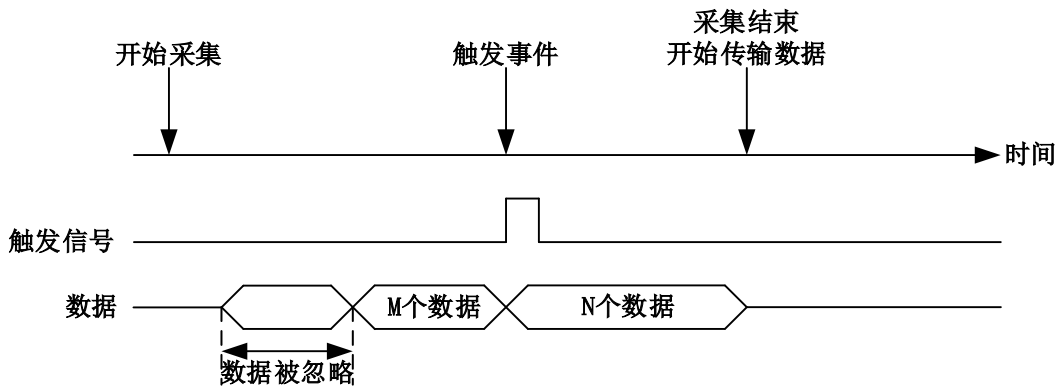 采集结束
开始传输数据
开始采集
触发事件
时间
触发信号
数据
M个数据
N个数据
数据被忽略